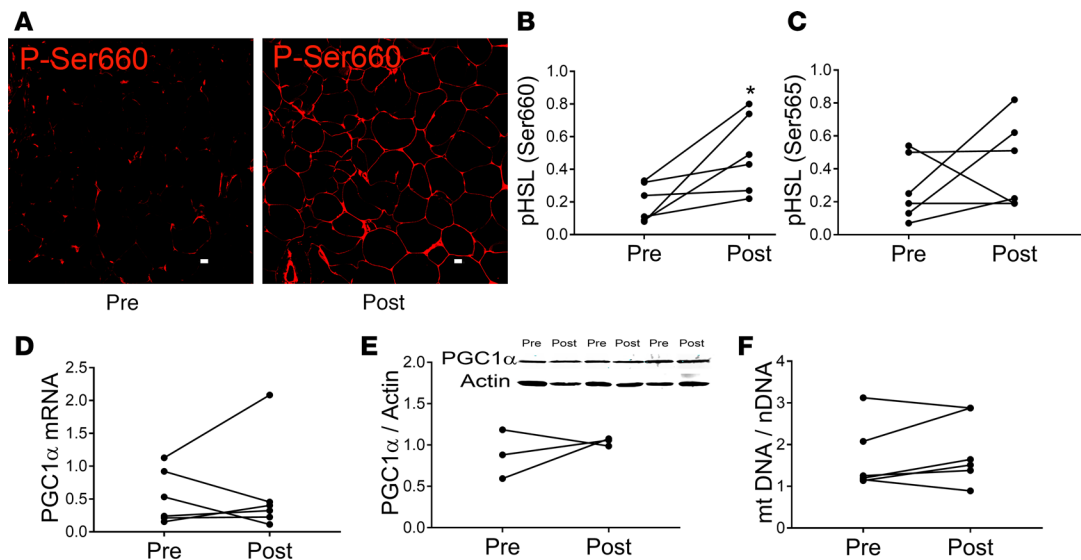 A
P-Ser660
P-Ser660
Pre
Post
B
pHSL (Ser660)
1.0
0.8
0.6
0.4
0.2
0.0
*
Pre
Post
C
pHSL (Ser565)
1.0
0.8
0.6
0.4
0.2
0.0
Pre
Post
D
PGC1α mRNA
2.5
2.0
1.5
1.0
0.5
0.0
Pre
Post
E
PGC1α / Actin
2.0
1.5
1.0
0.5
0.0
Pre Post Pre Post Pre Post
PGC1α
Actin
Pre
Post
F
mt DNA / nDNA
4
3
2
1
0
Pre
Post